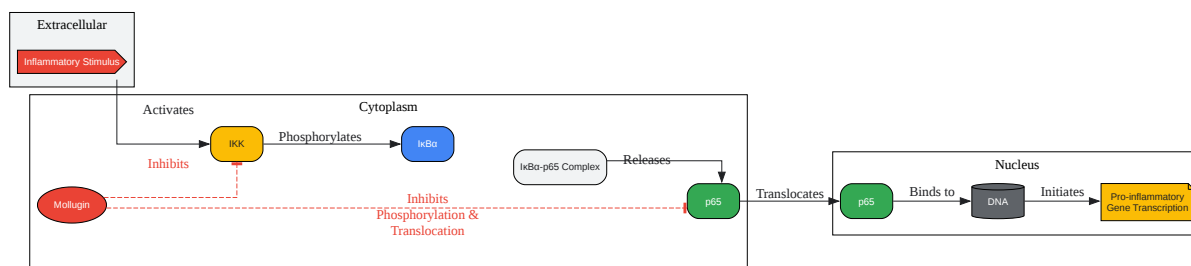 Extracellular
Inflammatory Stimulus
Cytoplasm
Activates
IKK
Phosphorylates
IκBα
Inhibits
IκBα-p65 Complex
Releases
Mollugin
Inhibits
Phosphorylation &
Translocation
p65
Translocates
Nucleus
p65
Binds to
DNA
Initiates
Pro-inflammatory
Gene Transcription